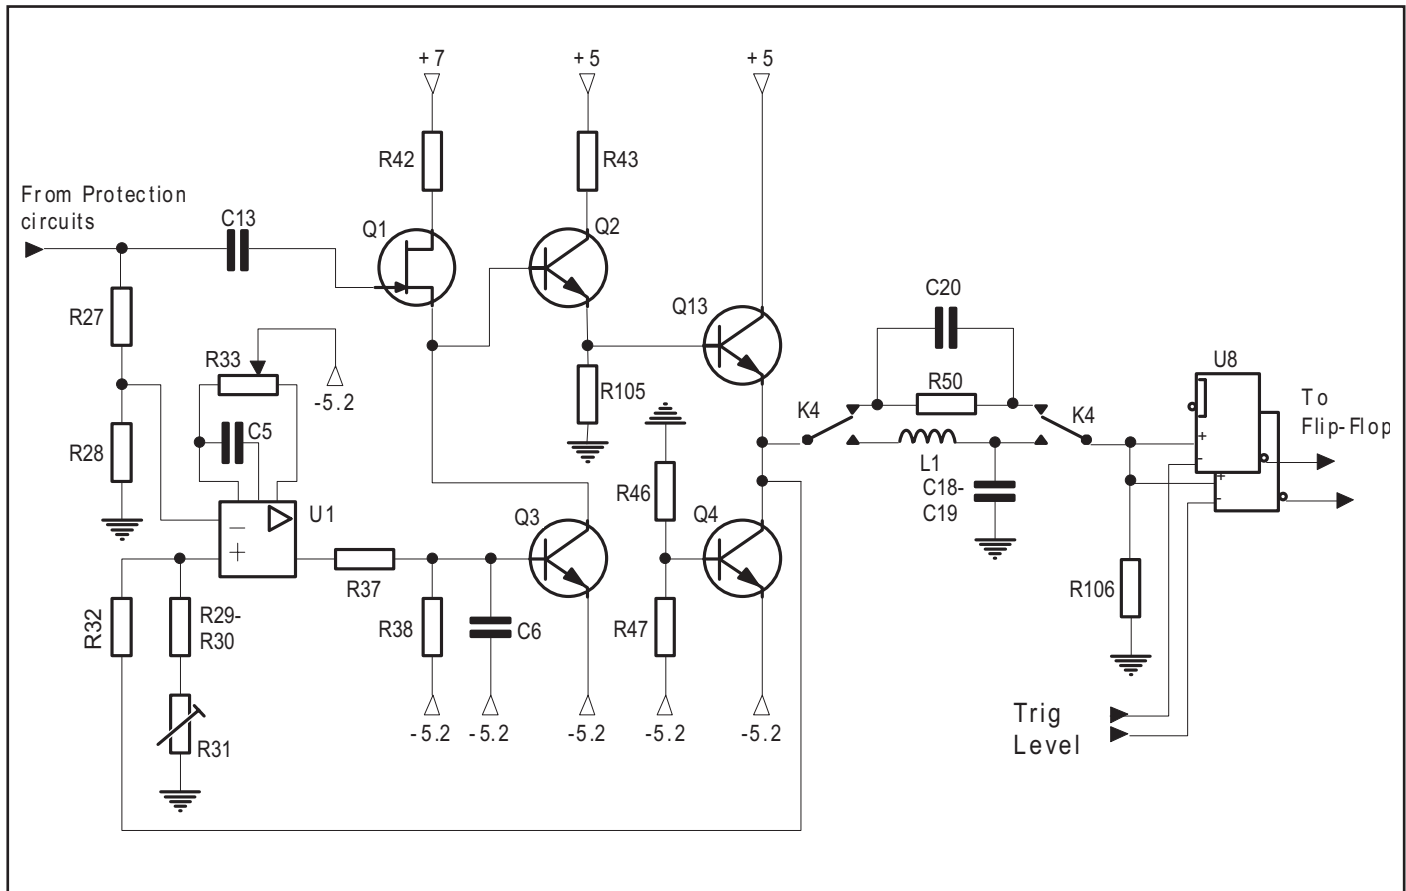 +7
+5
+5
R42
R43
From Protection
circuits
C13
Q1
Q2
C20
R27
Q13
R33
U8
-5.2
R105
R50
K4
K4
To
Flip-Flop
+
-
C5
R28
L1
+
-
R46
C18-
C19
U1
−
+
Q3
Q4
R37
R32
R29-
R30
R38
C6
R47
R106
R31
-5.2
-5.2
-5.2
-5.2
-5.2
Trig
Level